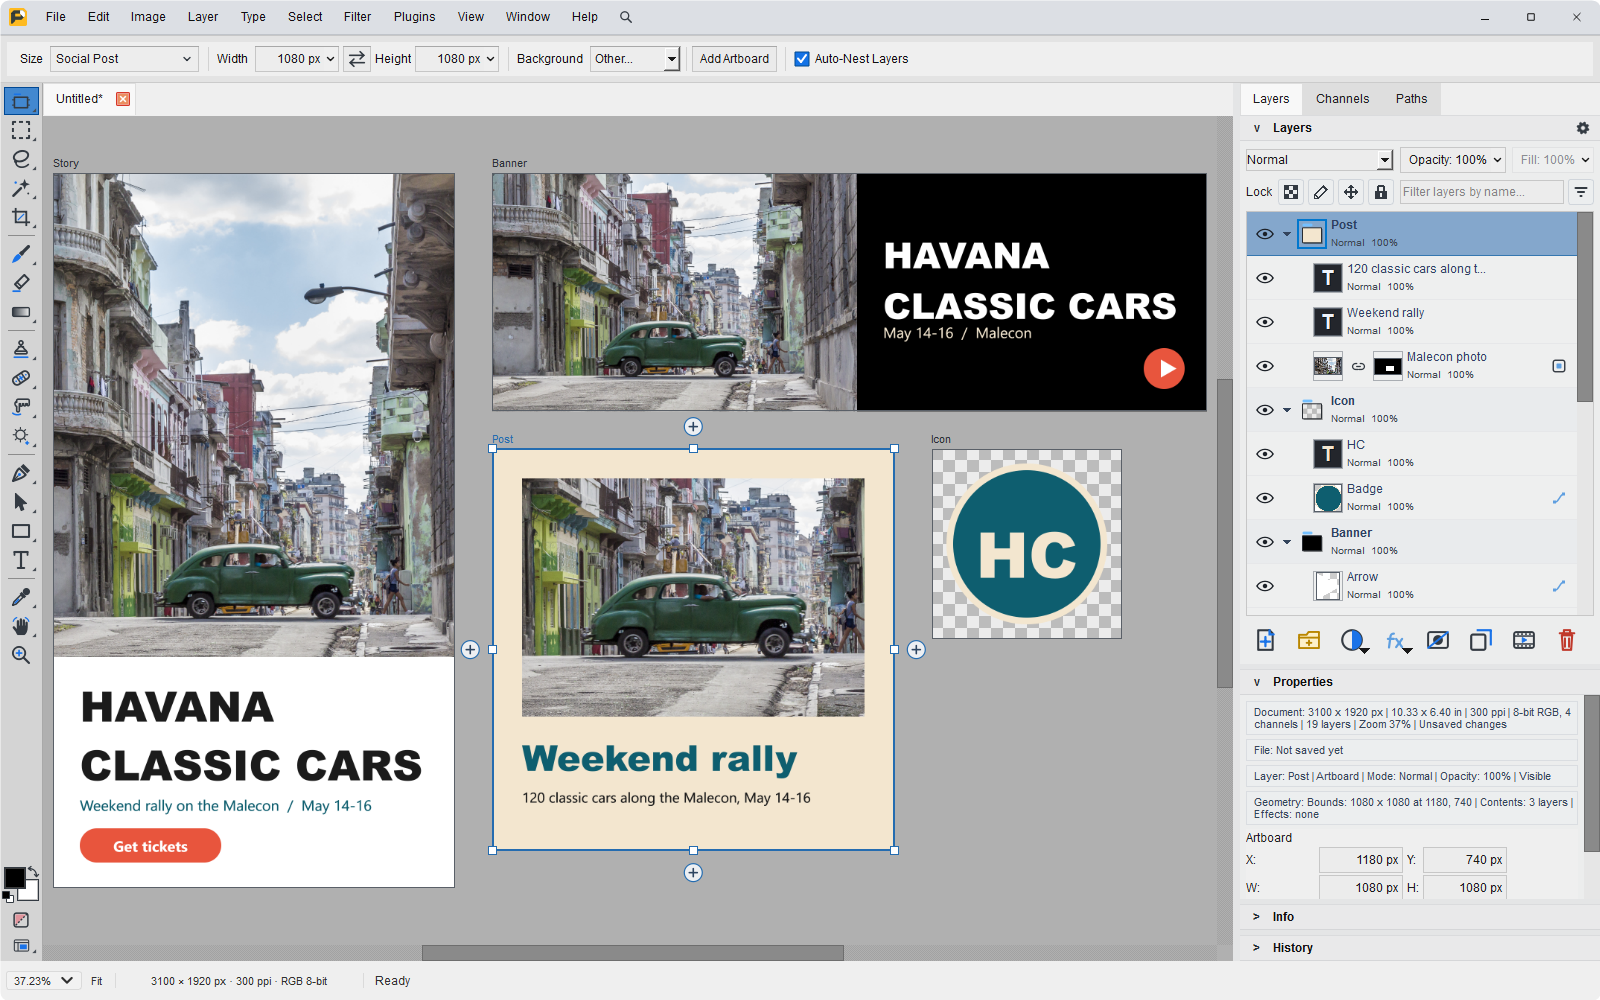 File Edit Image Layer Type Select Filter Plugins View Window Help
Size Social Post Width 1080 px Height 1080 px Background Other... Add Artboard Auto-Nest Layers
Untitled*
Story
HAVANA
CLASSIC CARS
Weekend rally on the Malecon / May 14-16
Get tickets
Banner
HAVANA
CLASSIC CARS
May 14-16 / Malecon
Post
Weekend rally
120 classic cars along the Malecon, May 14-16
Icon
HC
Layers Channels Paths
Layers
Normal Opacity: 100% Fill: 100%
Lock Filter layers by name...
Post
Normal 100%
T
120 classic cars along t...
Normal 100%
T
Weekend rally
Normal 100%
Malecon photo
Normal 100%
Icon
Normal 100%
T
HC
Normal 100%
Badge
Normal 100%
Banner
Normal 100%
Arrow
Normal 100%
fx
Properties
Document: 3100 x 1920 px | 10.33 x 6.40 in | 300 ppi | 8-bit RGB, 4
channels | 19 layers | Zoom 37% | Unsaved changes
File: Not saved yet
Layer: Post | Artboard | Mode: Normal | Opacity: 100% | Visible
Geometry: Bounds: 1080 x 1080 at 1180, 740 | Contents: 3 layers |
Effects: none
Artboard
X: 1180 px Y: 740 px
W: 1080 px H: 1080 px
Info
History
37.23% Fit 3100 × 1920 px · 300 ppi · RGB 8-bit Ready